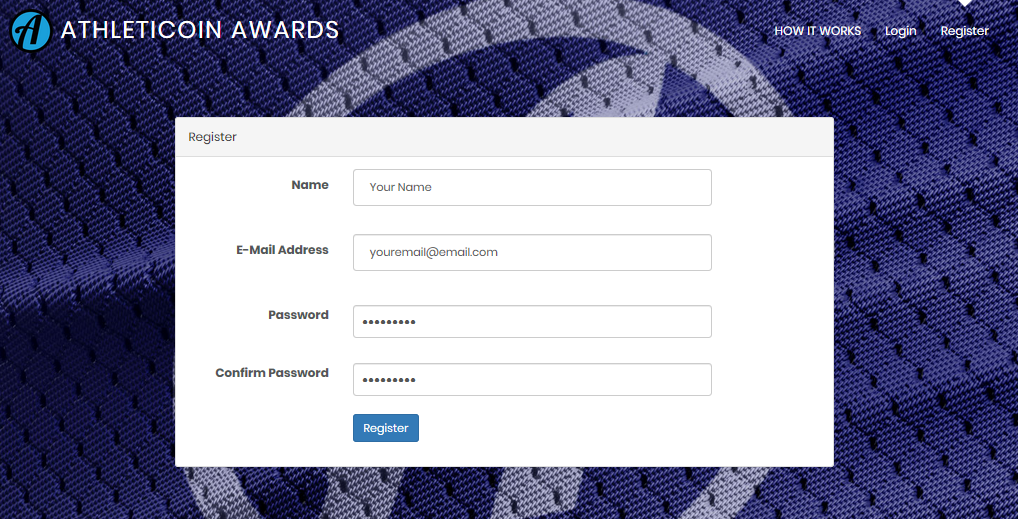 ATHLETICOIN AWARDS
HOW IT WORKS Login Register
Register
Name Your Name
E-Mail Address youremail@email.com
Password •••••••••
Confirm Password •••••••••
Register